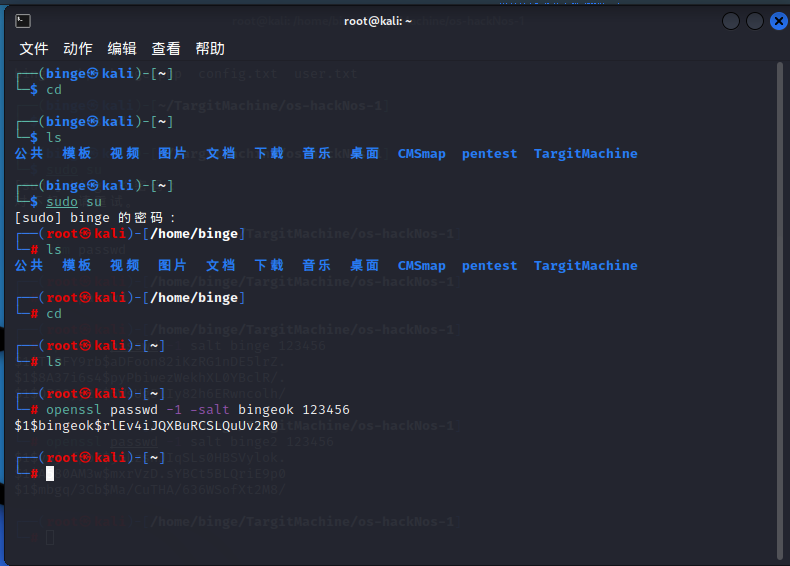 root@kali: ~
文件 动作 编辑 查看 帮助
┌──(binge㉿kali)-[~]
└─$ cd
┌──(binge㉿kali)-[~]
└─$ ls
公共 模板 视频 图片 文档 下载 音乐 桌面 CMSmap pentest TargitMachine
┌──(binge㉿kali)-[~]
└─$ sudo su
[sudo] binge 的密码：
┌──(root㉿kali)-[/home/binge]
└─# ls
公共 模板 视频 图片 文档 下载 音乐 桌面 CMSmap pentest TargitMachine
┌──(root㉿kali)-[/home/binge]
└─# cd
┌──(root㉿kali)-[~]
└─# ls
┌──(root㉿kali)-[~]
└─# openssl passwd -1 -salt bingeok 123456
$1$bingeok$rlEv4iJQXBuRCSLQuUv2R0
┌──(root㉿kali)-[~]
└─#